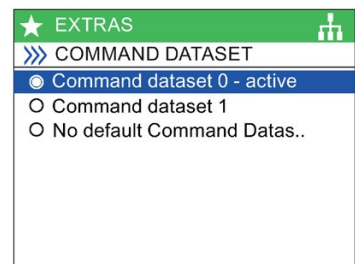 EXTRAS
COMMAND DATASET
Command dataset 0 - active
Command dataset 1
No default Command Datas..